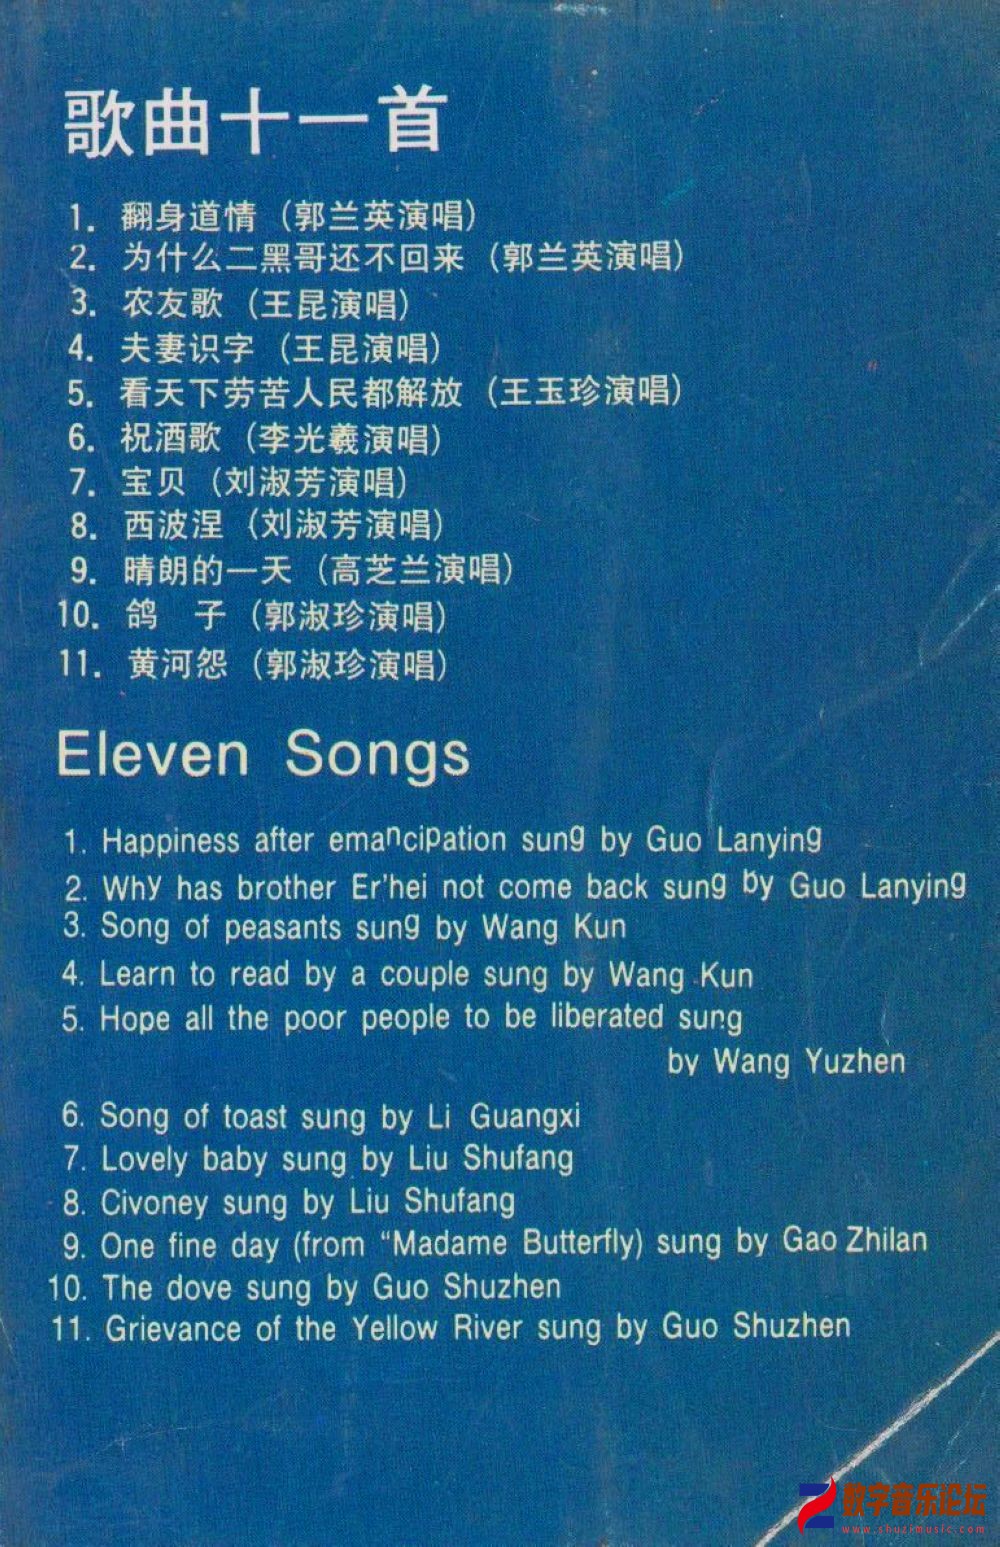 歌曲十一首
1. 翻身道情（郭兰英演唱）
2. 为什么二黑哥还不回来（郭兰英演唱）
3. 农友歌（王昆演唱）
4. 夫妻识字（王昆演唱）
5. 看天下劳苦人民都解放（王玉珍演唱）
6. 祝酒歌（李光羲演唱）
7. 宝贝（刘淑芳演唱）
8. 西波涅（刘淑芳演唱）
9. 晴朗的一天（高芝兰演唱）
10. 鸽　子（郭淑珍演唱）
11. 黄河怨（郭淑珍演唱）
Eleven Songs
1. Happiness after emancipation sung by Guo Lanying
2. Why has brother Er'hei not come back sung by Guo Lanying
3. Song of peasants sung by Wang Kun
4. Learn to read by a couple sung by Wang Kun
5. Hope all the poor people to be liberated sung
by Wang Yuzhen
6. Song of toast sung by Li Guangxi
7. Lovely baby sung by Liu Shufang
8. Civoney sung by Liu Shufang
9. One fine day (from "Madame Butterfly) sung by Gao Zhilan
10. The dove sung by Guo Shuzhen
11. Grievance of the Yellow River sung by Guo Shuzhen
数字音乐论坛
www.shuzi-music.com